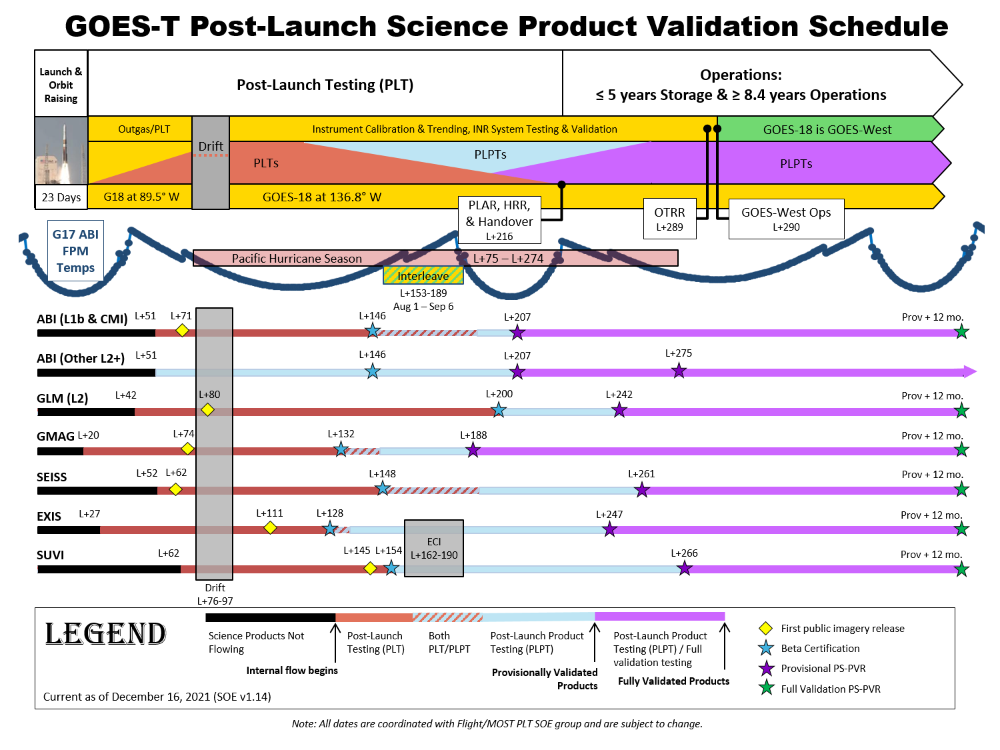 GOES-T Post-Launch Science Product Validation Schedule
Launch &
Orbit
Raising
Post-Launch Testing (PLT)
Operations:
≤ 5 years Storage & ≥ 8.4 years Operations
Outgas/PLT
Drift
Instrument Calibration & Trending, INR System Testing & Validation
GOES-18 is GOES-West
PLTs
PLPTs
PLPTs
23 Days
G18 at 89.5° W
GOES-18 at 136.8° W
PLAR, HRR,
& Handover
L+216
OTRR
L+289
GOES-West Ops
L+290
G17 ABI
FPM
Temps
Pacific Hurricane Season
L+75 – L+274
Interleave
L+153-189
Aug 1 – Sep 6
ABI (L1b & CMI)
L+51
L+71
L+146
L+207
Prov + 12 mo.
ABI (Other L2+)
L+51
L+146
L+207
L+275
GLM (L2)
L+42
L+80
L+200
L+242
Prov + 12 mo.
GMAG
L+20
L+74
L+132
L+188
Prov + 12 mo.
SEISS
L+52
L+62
L+148
L+261
Prov + 12 mo.
EXIS
L+27
L+111
L+128
L+247
Prov + 12 mo.
ECI
L+162-190
SUVI
L+62
L+145
L+154
L+266
Prov + 12 mo.
Drift
L+76-97
LEGEND
Science Products Not
Flowing
Internal flow begins
Post-Launch
Testing (PLT)
Both
PLT/PLPT
Post-Launch Product
Testing (PLPT)
Provisionally Validated
Products
Post-Launch Product
Testing (PLPT) / Full
validation testing
Fully Validated Products
First public imagery release
Beta Certification
Provisional PS-PVR
Full Validation PS-PVR
Current as of December 16, 2021 (SOE v1.14)
Note: All dates are coordinated with Flight/MOST PLT SOE group and are subject to change.